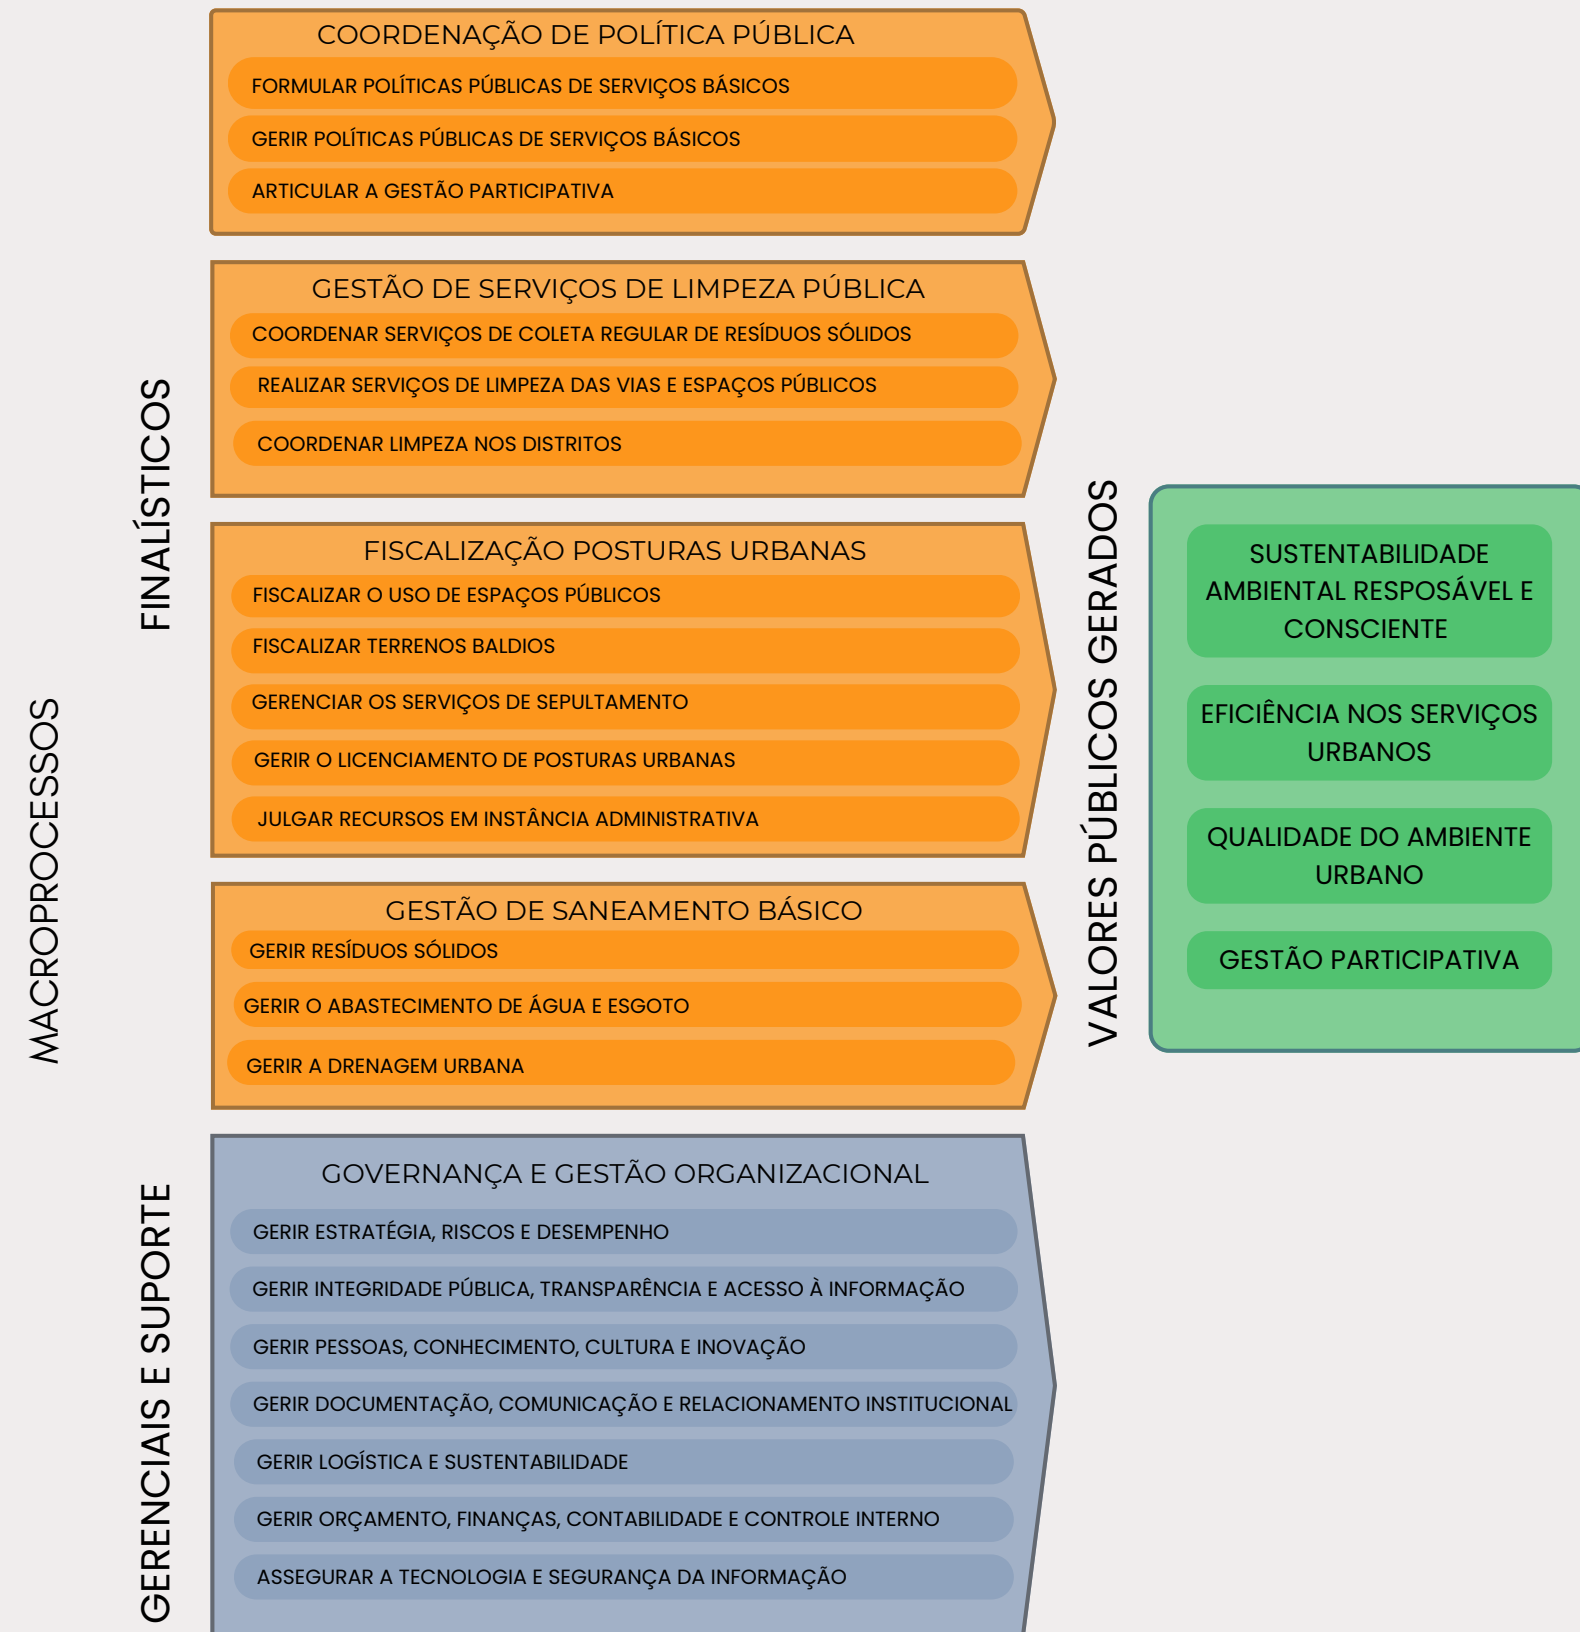 MACROPROCESSOS
FINALÍSTICOS
COORDENAÇÃO DE POLÍTICA PÚBLICA
FORMULAR POLÍTICAS PÚBLICAS DE SERVIÇOS BÁSICOS
GERIR POLÍTICAS PÚBLICAS DE SERVIÇOS BÁSICOS
ARTICULAR A GESTÃO PARTICIPATIVA
GESTÃO DE SERVIÇOS DE LIMPEZA PÚBLICA
COORDENAR SERVIÇOS DE COLETA REGULAR DE RESÍDUOS SÓLIDOS
REALIZAR SERVIÇOS DE LIMPEZA DAS VIAS E ESPAÇOS PÚBLICOS
COORDENAR LIMPEZA NOS DISTRITOS
FISCALIZAÇÃO POSTURAS URBANAS
FISCALIZAR O USO DE ESPAÇOS PÚBLICOS
FISCALIZAR TERRENOS BALDIOS
GERENCIAR OS SERVIÇOS DE SEPULTAMENTO
GERIR O LICENCIAMENTO DE POSTURAS URBANAS
JULGAR RECURSOS EM INSTÂNCIA ADMINISTRATIVA
GESTÃO DE SANEAMENTO BÁSICO
GERIR RESÍDUOS SÓLIDOS
GERIR O ABASTECIMENTO DE ÁGUA E ESGOTO
GERIR A DRENAGEM URBANA
GERENCIAIS E SUPORTE
GOVERNANÇA E GESTÃO ORGANIZACIONAL
GERIR ESTRATÉGIA, RISCOS E DESEMPENHO
GERIR INTEGRIDADE PÚBLICA, TRANSPARÊNCIA E ACESSO À INFORMAÇÃO
GERIR PESSOAS, CONHECIMENTO, CULTURA E INOVAÇÃO
GERIR DOCUMENTAÇÃO, COMUNICAÇÃO E RELACIONAMENTO INSTITUCIONAL
GERIR LOGÍSTICA E SUSTENTABILIDADE
GERIR ORÇAMENTO, FINANÇAS, CONTABILIDADE E CONTROLE INTERNO
ASSEGURAR A TECNOLOGIA E SEGURANÇA DA INFORMAÇÃO
VALORES PÚBLICOS GERADOS
SUSTENTABILIDADE
AMBIENTAL RESPOSÁVEL E
CONSCIENTE
EFICIÊNCIA NOS SERVIÇOS
URBANOS
QUALIDADE DO AMBIENTE
URBANO
GESTÃO PARTICIPATIVA